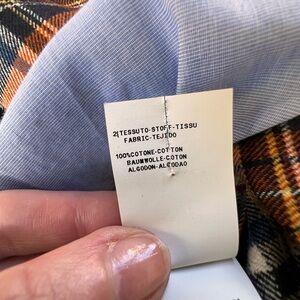 2)TESSUTO-STOFF-TISSU
FABRIC-TEJIDO
100%COTONE-COTTON
BAUMWOLLE-COTON
ALGODON-ALGODAO